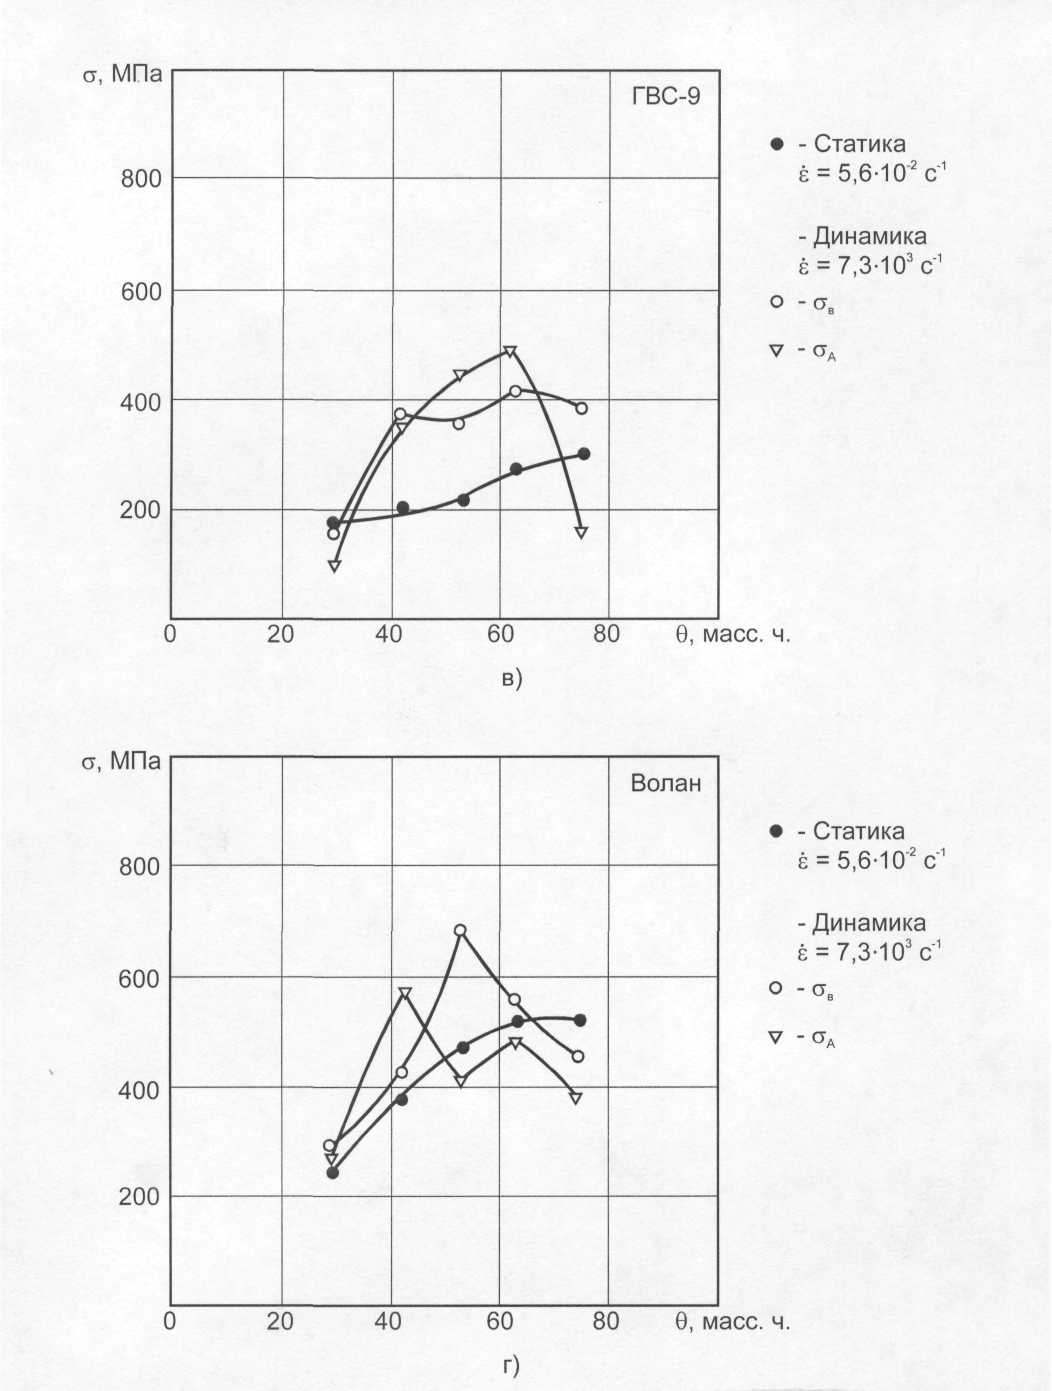 σ, МПа
ГВС-9
800
600
400
200
0 20 40 60 80 θ, масс. ч.
- Статика
ε̇ = 5,6·10⁻² с⁻¹
- Динамика
ε̇ = 7,3·10³ с⁻¹
- σв
- σА
в)
σ, МПа
Волан
800
600
400
200
0 20 40 60 80 θ, масс. ч.
- Статика
ε̇ = 5,6·10⁻² с⁻¹
- Динамика
ε̇ = 7,3·10³ с⁻¹
- σв
- σА
г)